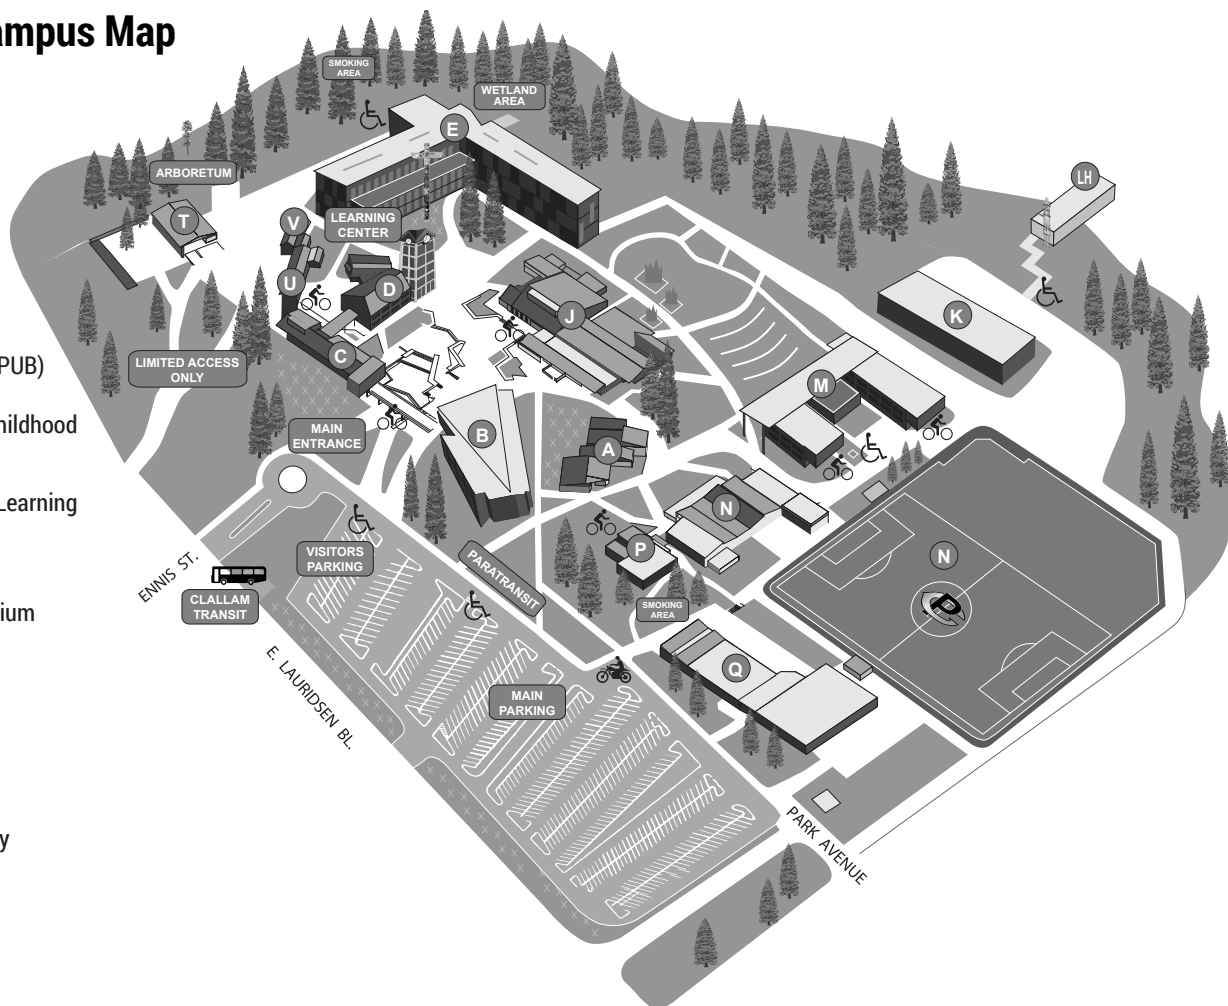 ampus Map
SMOKING
AREA
WETLAND
AREA
E
ARBORETUM
LH
T
V
LEARNING
CENTER
U
D
J
K
C
PUB)
LIMITED ACCESS
ONLY
M
hildhood
MAIN
ENTRANCE
B
A
Learning
N
VISITORS
PARKING
P
N
ENNIS ST.
PARATRANSIT
CLALLAM
TRANSIT
SMOKING
AREA
ium
E. LAURIDSEN BL.
Q
MAIN
PARKING
PARK AVENUE
y